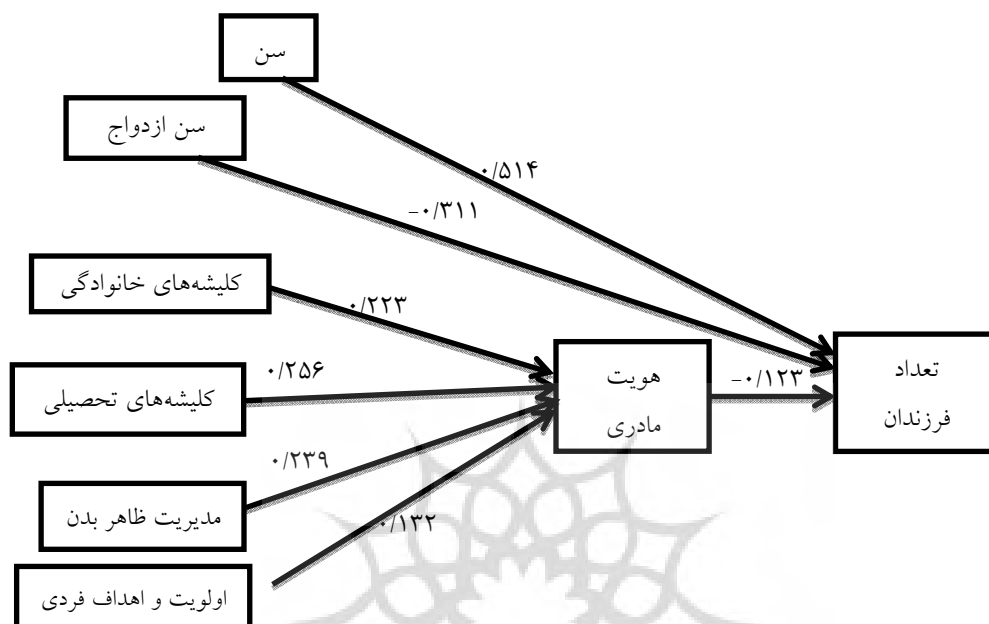 سن
سن ازدواج
۰/۵۱۴
-۰/۳۱۱
کلیشه‌های خانوادگی
۰/۲۲۳
کلیشه‌های تحصیلی
۰/۲۵۶
هویت
مادری
-۰/۱۲۳
تعداد
فرزندان
مدیریت ظاهر بدن
۰/۲۳۹
اولویت و اهداف فردی
۰/۱۳۲